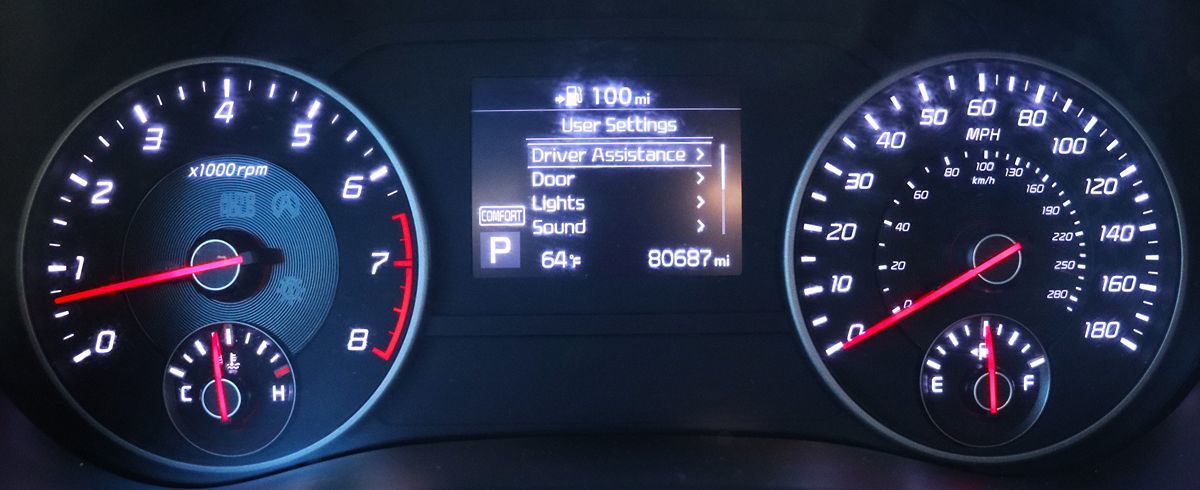 0
1
2
3
4
5
6
7
8
x1000rpm
C H
100 mi
User Settings
Driver Assistance
Door
Lights
Sound
COMFORT
P
64°F 80687 mi
0
10
20
30
40
50
60
80
100
120
140
160
180
MPH
0
20
40
60
80
100
130
160
190
220
250
280
km/h
E F